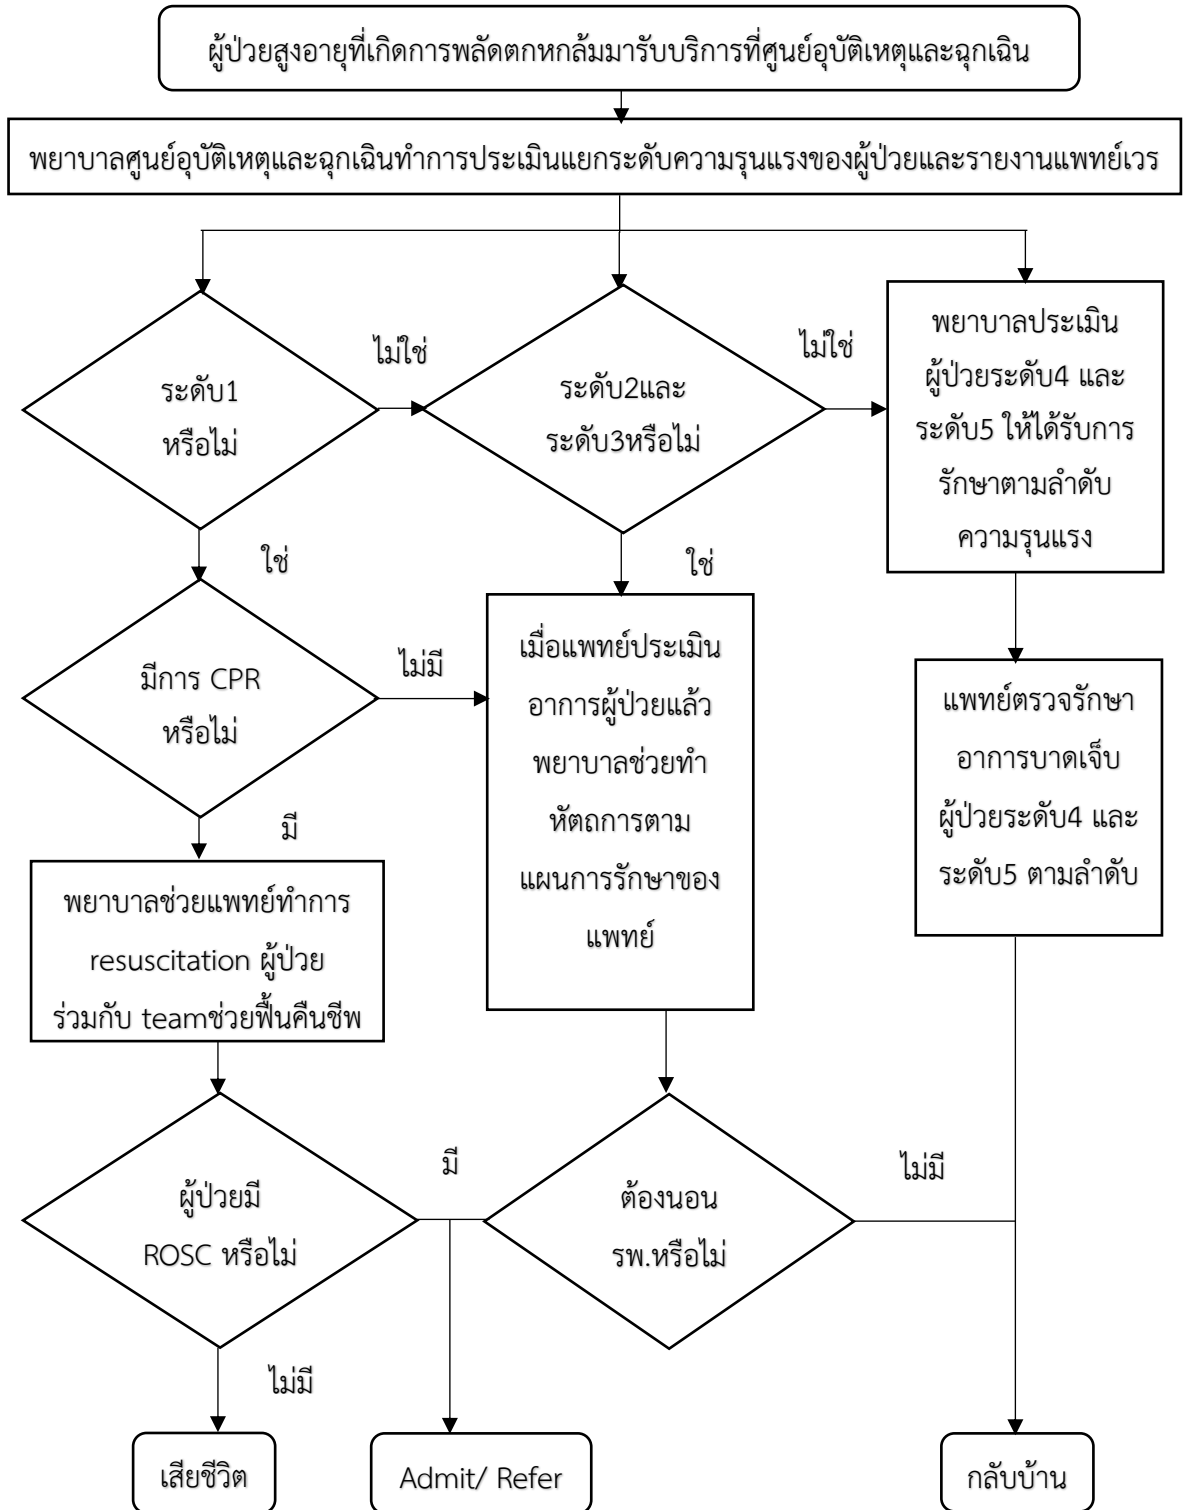 ผู้ป่วยสูงอายุที่เกิดการพลัดตกหกล้มมารับบริการที่ศูนย์อุบัติเหตุและฉุกเฉิน
พยาบาลศูนย์อุบัติเหตุและฉุกเฉินทำการประเมินแยกระดับความรุนแรงของผู้ป่วยและรายงานแพทย์เวร
ระดับ1
หรือไม่
ไม่ใช่
ระดับ2และ
ระดับ3หรือไม่
ไม่ใช่
พยาบาลประเมิน
ผู้ป่วยระดับ4 และ
ระดับ5 ให้ได้รับการ
รักษาตามลำดับ
ความรุนแรง
ใช่
ใช่
มีการ CPR
หรือไม่
ไม่มี
เมื่อแพทย์ประเมิน
อาการผู้ป่วยแล้ว
พยาบาลช่วยทำ
หัตถการตาม
แผนการรักษาของ
แพทย์
แพทย์ตรวจรักษา
อาการบาดเจ็บ
ผู้ป่วยระดับ4 และ
ระดับ5 ตามลำดับ
มี
พยาบาลช่วยแพทย์ทำการ
resuscitation ผู้ป่วย
ร่วมกับ teamช่วยฟื้นคืนชีพ
ผู้ป่วยมี
ROSC หรือไม่
มี
ต้องนอน
รพ.หรือไม่
ไม่มี
ไม่มี
เสียชีวิต
Admit/ Refer
กลับบ้าน